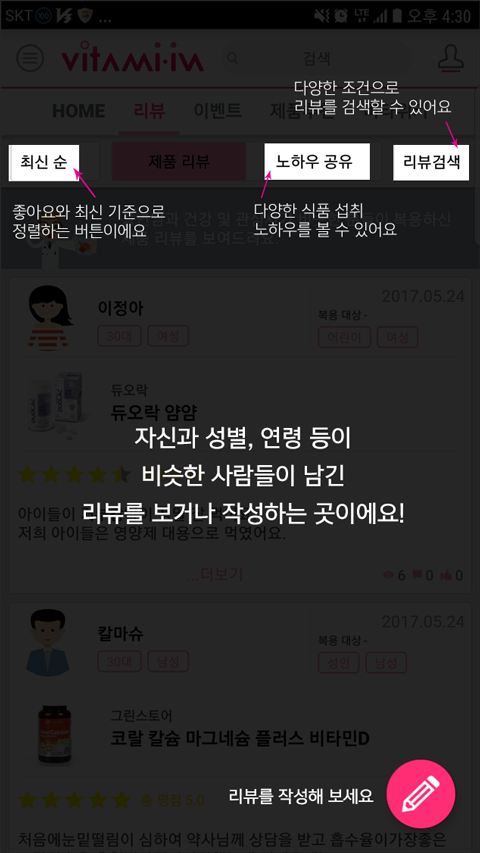 SKT ... LTE 오후 4:30
vitami·in 검색
다양한 조건으로
리뷰를 검색할 수 있어요
HOME 리뷰 이벤트
최신 순 제품 리뷰 노하우 공유 리뷰검색
좋아요와 최신 기준으로
정렬하는 버튼이에요
다양한 식품 섭취
노하우를 볼 수 있어요
제품 리뷰를 보여드려요.
이정아 2017.05.24
30대 여성 복용 대상 - 어린이 여성
듀오락
듀오락 얌얌
자신과 성별, 연령 등이
비슷한 사람들이 남긴
리뷰를 보거나 작성하는 곳이에요!
아이들이
저희 아이들은 영양제 대용으로 먹였어요.
...더보기 6 0 0
칼마슈 2017.05.24
30대 남성 복용 대상 - 성인 남성
그린스토어
코랄 칼슘 마그네슘 플러스 비타민D
총 평점 5.0
리뷰를 작성해 보세요
처음에눈밑떨림이 심하여 약사님께 상담을 받고 흡수율이가장좋은